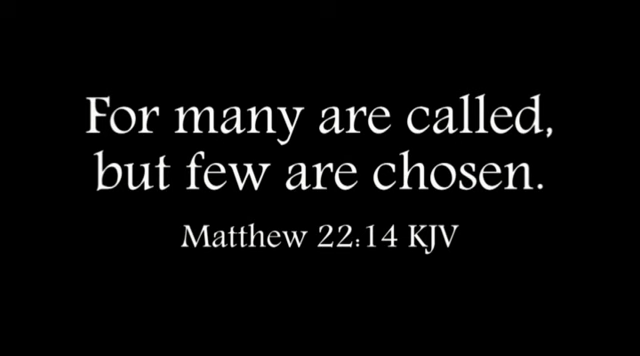 For many are called,
but few are chosen.
Matthew 22:14 KJV